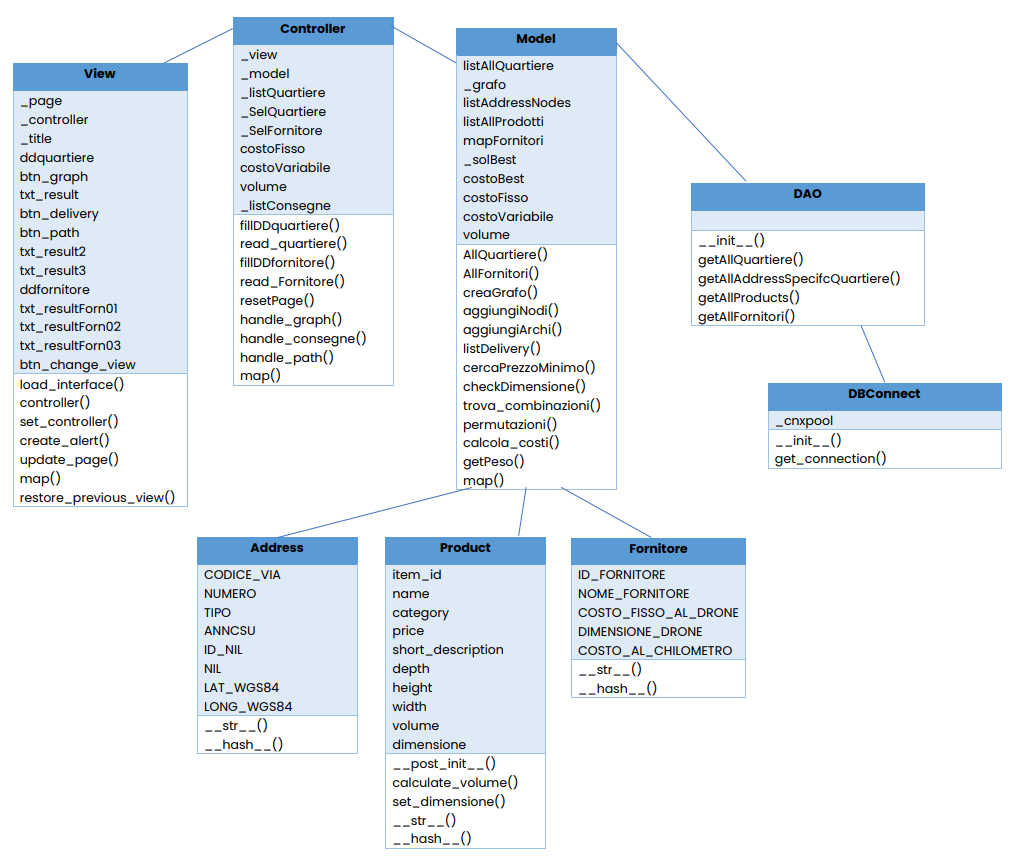 Controller
_view
_model
_listQuartiere
_SelQuartiere
_SelFornitore
costoFisso
costoVariabile
volume
_listConsegne
fillDDquartiere()
read_quartiere()
fillDDfornitore()
read_Fornitore()
resetPage()
handle_graph()
handle_consegne()
handle_path()
map()
Model
listAllQuartiere
_grafo
listAddressNodes
listAllProdotti
mapFornitori
_solBest
costoBest
costoFisso
costoVariabile
volume
AllQuartiere()
AllFornitori()
creaGrafo()
aggiungiNodi()
aggiungiArchi()
listDelivery()
cercaPrezzoMinimo()
checkDimensione()
trova_combinazioni()
permutazioni()
calcola_costi()
getPeso()
map()
View
_page
_controller
_title
ddquartiere
btn_graph
txt_result
btn_delivery
btn_path
txt_result2
txt_result3
ddfornitore
txt_resultForn01
txt_resultForn02
txt_resultForn03
btn_change_view
load_interface()
controller()
set_controller()
create_alert()
update_page()
map()
restore_previous_view()
DAO
__init__()
getAllQuartiere()
getAllAddressSpecifcQuartiere()
getAllProducts()
getAllFornitori()
DBConnect
_cnxpool
__init__()
get_connection()
Address
CODICE_VIA
NUMERO
TIPO
ANNCSU
ID_NIL
NIL
LAT_WGS84
LONG_WGS84
__str__()
__hash__()
Product
item_id
name
category
price
short_description
depth
height
width
volume
dimensione
__post_init__()
calculate_volume()
set_dimensione()
__str__()
__hash__()
Fornitore
ID_FORNITORE
NOME_FORNITORE
COSTO_FISSO_AL_DRONE
DIMENSIONE_DRONE
COSTO_AL_CHILOMETRO
__str__()
__hash__()